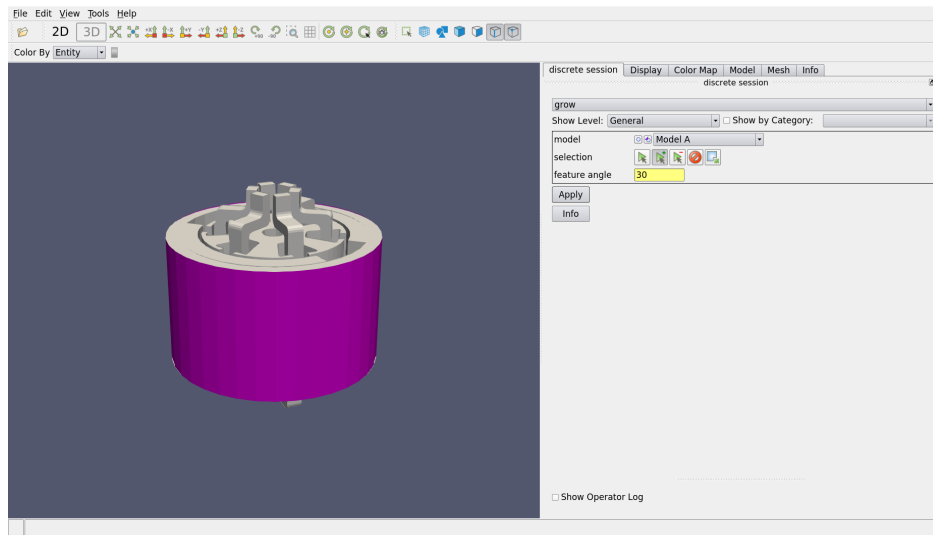 File Edit View Tools Help
2D 3D +X -X +Y -Y +Z -Z +90 -90
Color By Entity
discrete session Display Color Map Model Mesh Info
discrete session
grow
Show Level: General Show by Category:
model Model A
selection
feature angle 30
Apply
Info
Show Operator Log